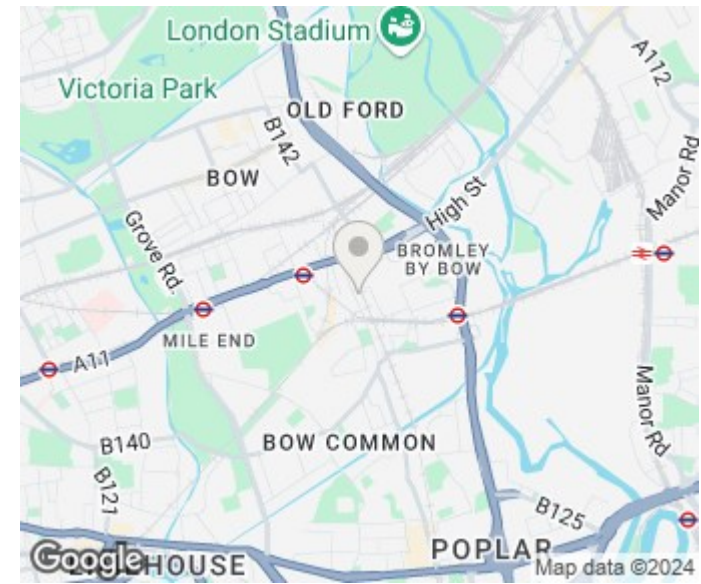 London Stadium
A112
Victoria Park
OLD FORD
B142
BOW
Manor Rd
High St
Grove Rd.
BROMLEY
BY BOW
MILE END
A11
Manor Rd
B140
BOW COMMON
B121
B125
POPLAR
Google
HOUSE
Map data ©2024